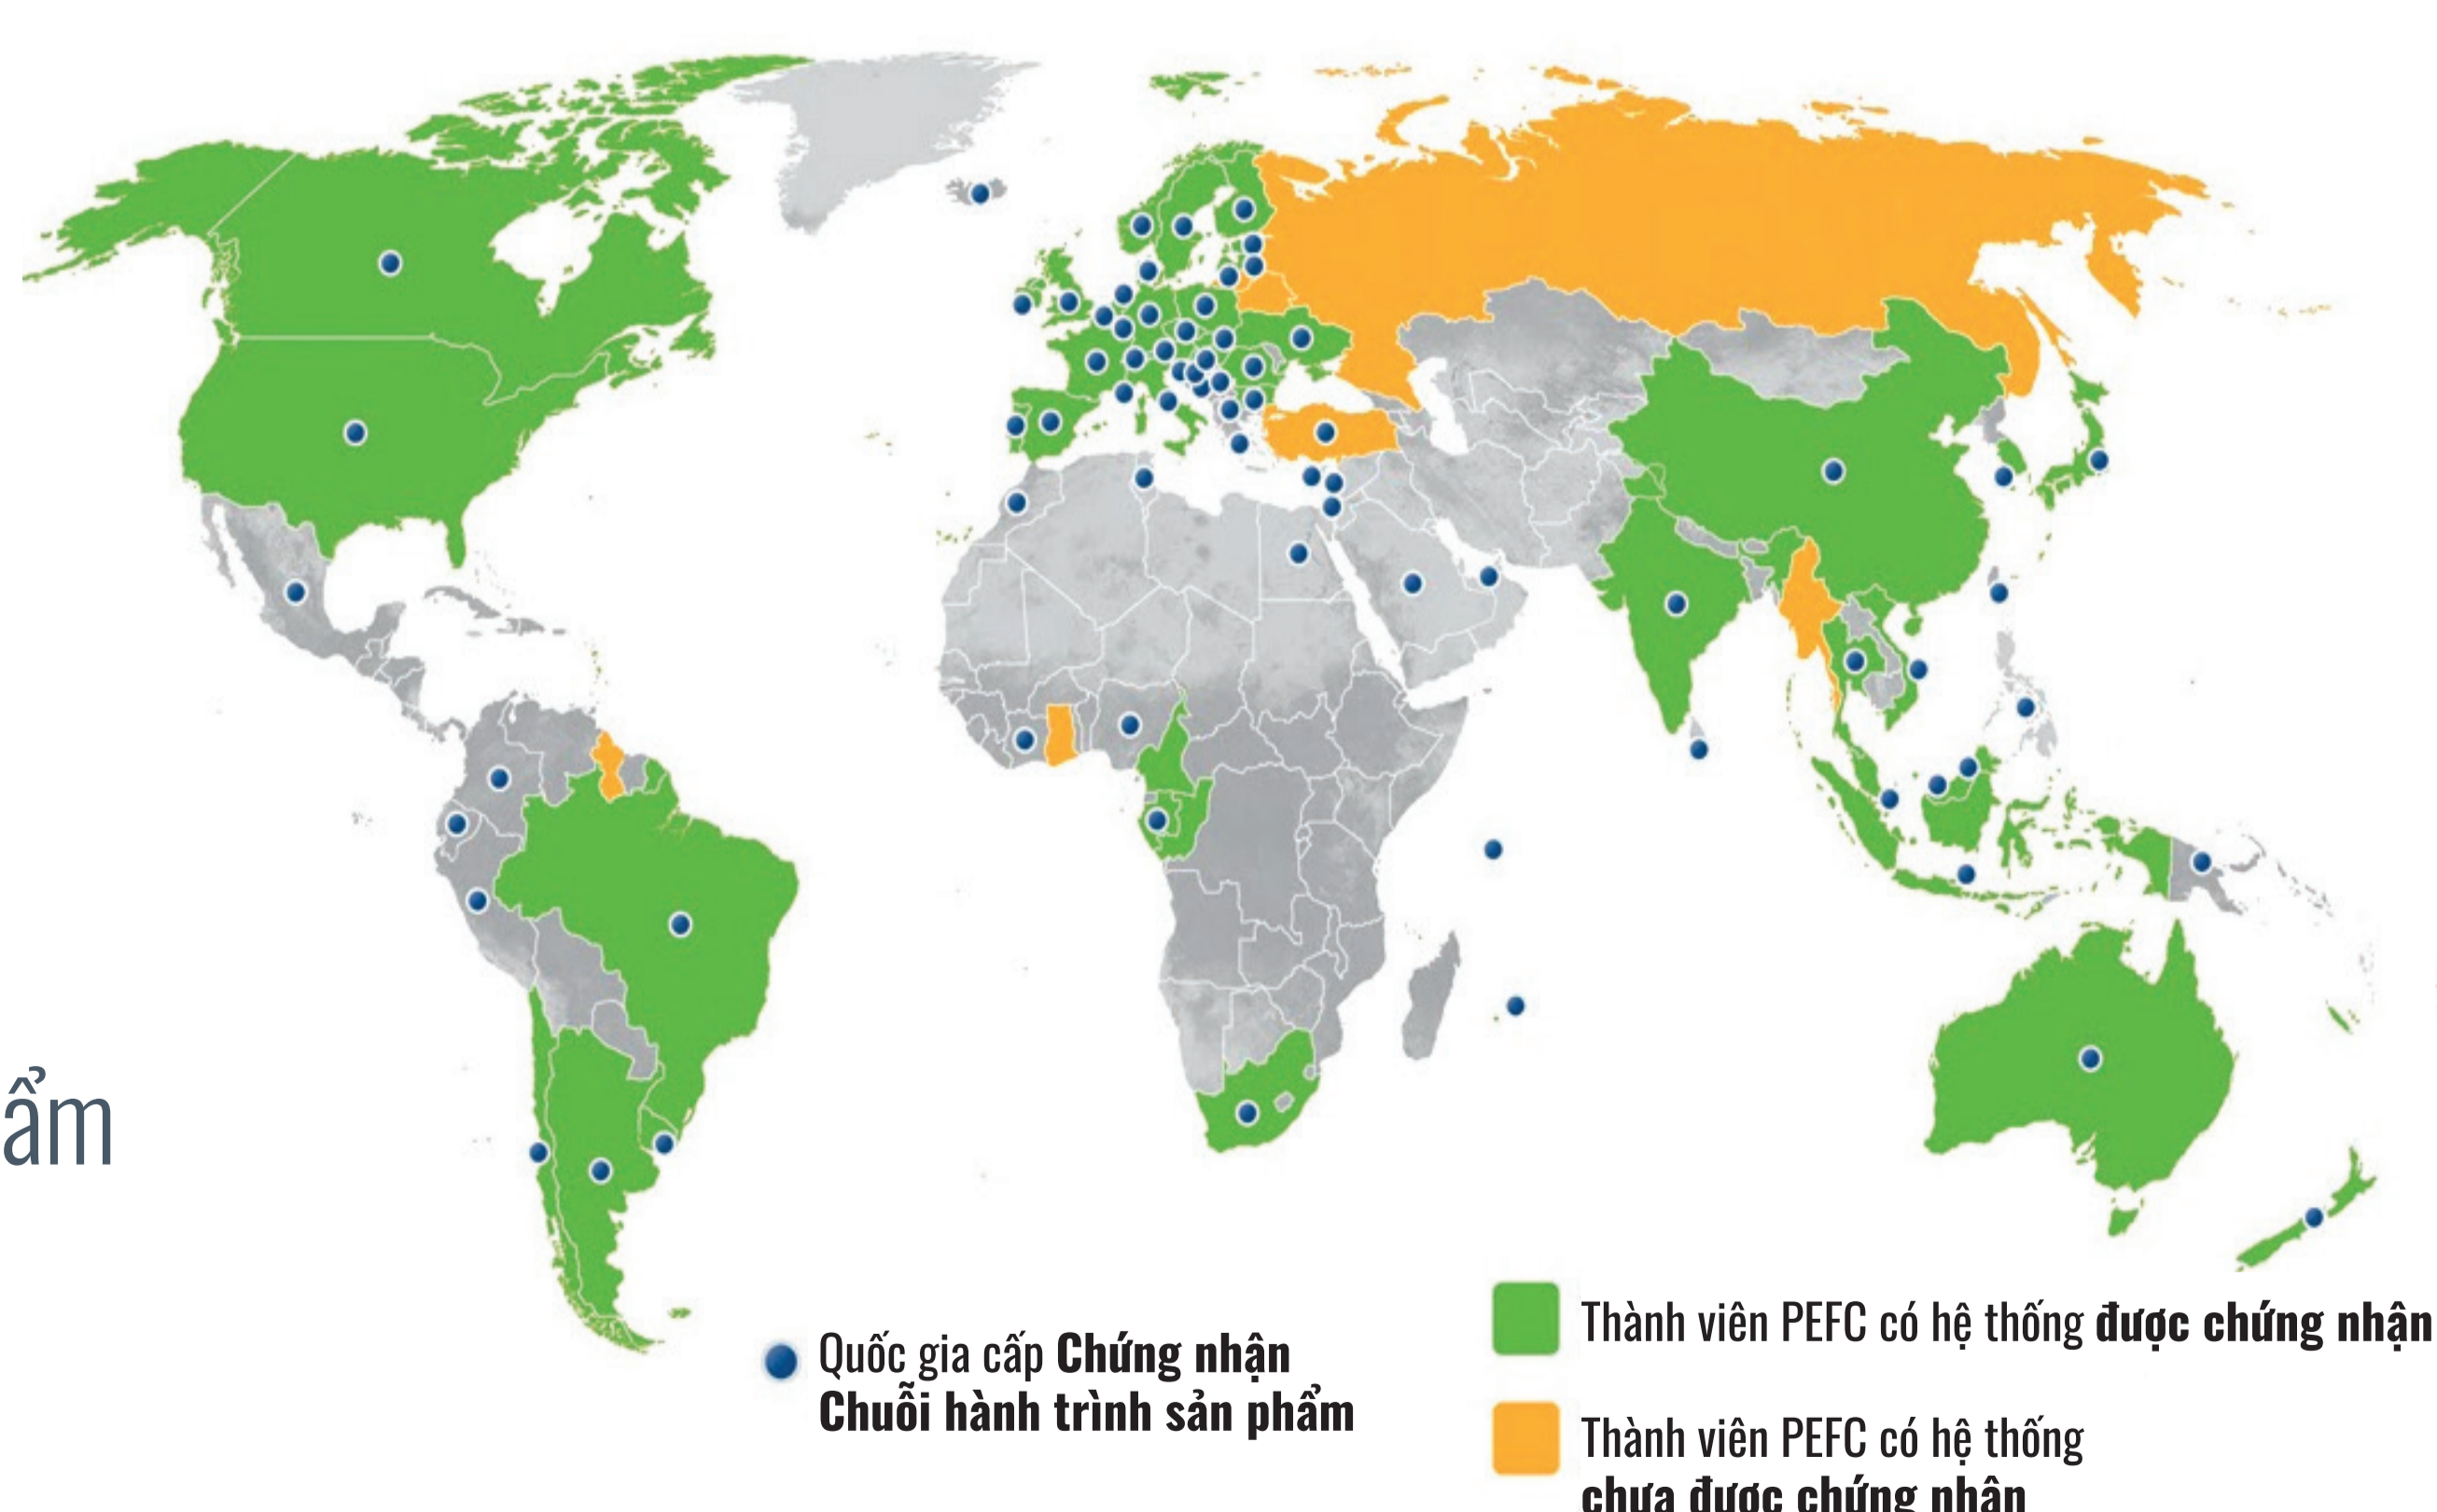 ẩm
Quốc gia cấp Chứng nhận
Chuỗi hành trình sản phẩm
Thành viên PEFC có hệ thống được chứng nhận
Thành viên PEFC có hệ thống
chưa được chứng nhận